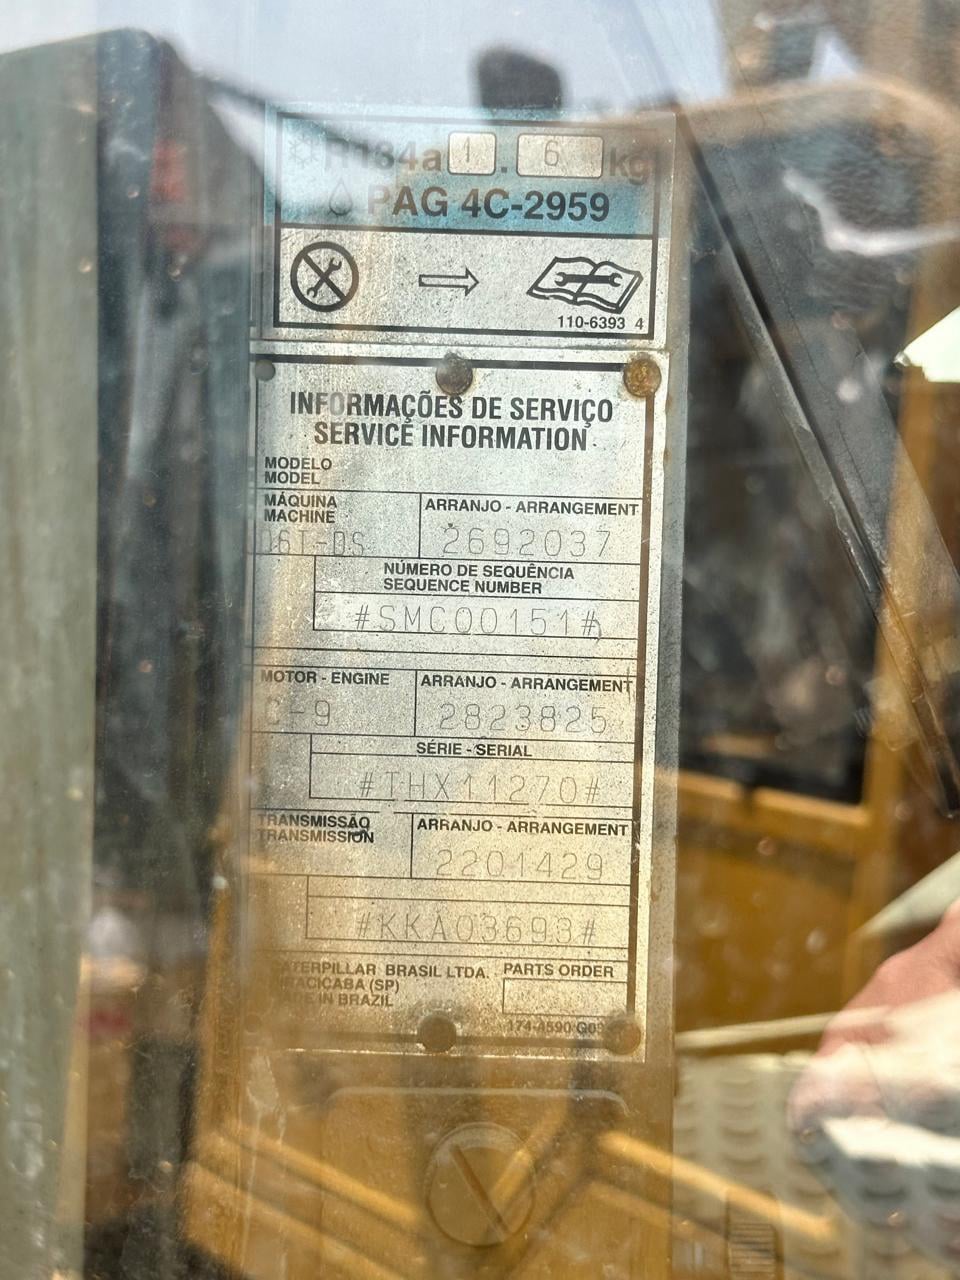 R134a 1 . 6 kg
PAG 4C-2959
110-6393 4
INFORMAÇÕES DE SERVIÇO
SERVICE INFORMATION
MODELO
MODEL
MÁQUINA
MACHINE
ARRANJO - ARRANGEMENT
D6T-DS 2692037
NÚMERO DE SEQUÊNCIA
SEQUENCE NUMBER
#SMC00151#
MOTOR - ENGINE ARRANJO - ARRANGEMENT
C-9 2823825
SÉRIE - SERIAL
#THX11270#
TRANSMISSÃO
TRANSMISSION
ARRANJO - ARRANGEMENT
2201429
#KKA03693#
CATERPILLAR BRASIL LTDA. PARTS ORDER
PIRACICABA (SP)
MADE IN BRAZIL
174-4590